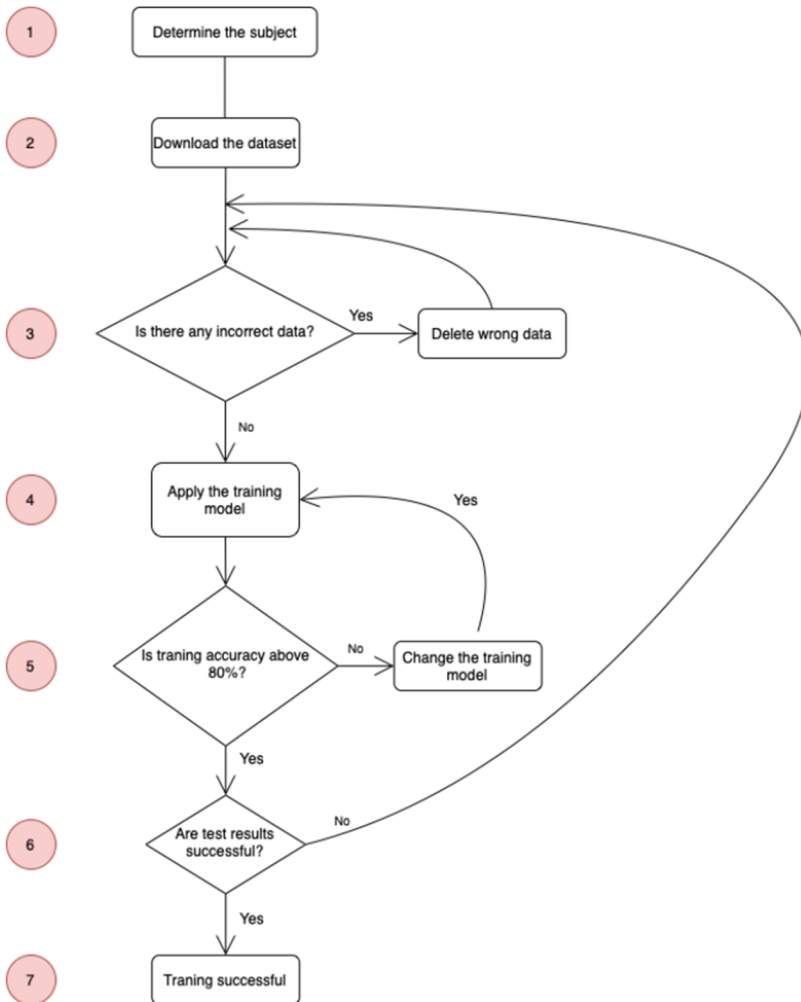 1
Determine the subject
2
Download the dataset
3
Is there any incorrect data?
Yes
Delete wrong data
No
4
Apply the training
model
Yes
5
Is traning accuracy above
80%?
No
Change the training
model
Yes
6
Are test results
successful?
No
Yes
7
Traning successful